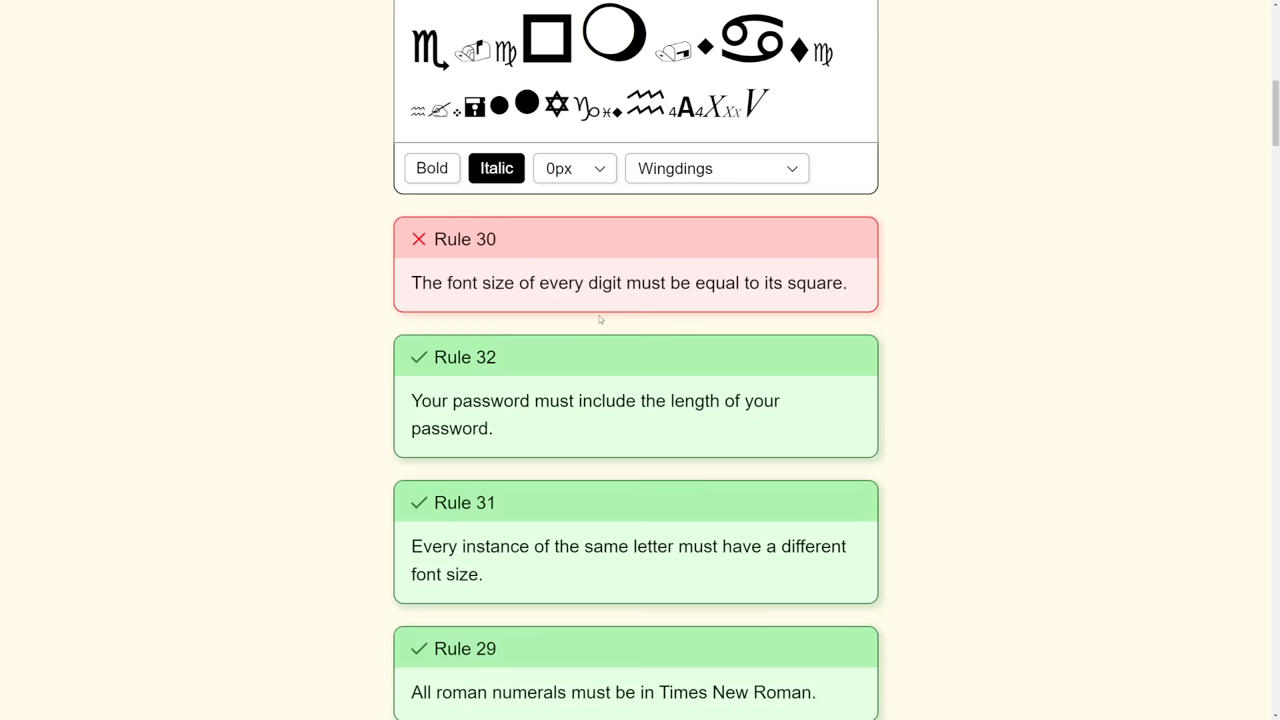 4A4XXXV
Bold
Italic
0px
Wingdings
Rule 30
The font size of every digit must be equal to its square.
Rule 32
Your password must include the length of your
password.
Rule 31
Every instance of the same letter must have a different
font size.
Rule 29
All roman numerals must be in Times New Roman.